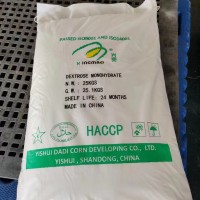 DEXTROSE MONOHYDRATE
N.W.: 25KGS
G.W.: 25.1KGS
SHELF LIFE: 24 MONTHS
MADE IN CHINA
HACCP
YISHUI DADI CORN DEVELOPING CO., LTD.
YISHUI, SHANDONG, CHINA